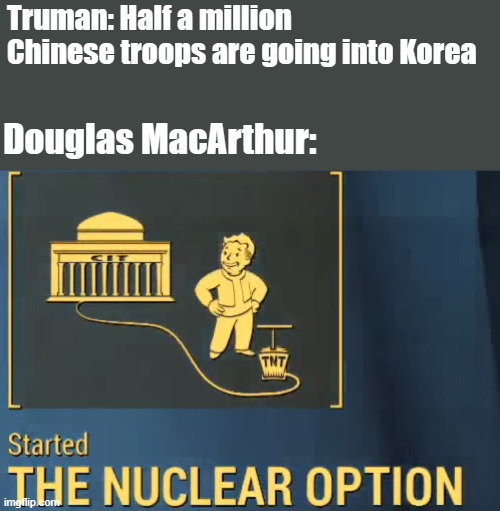 Truman: Half a million
Chinese troops are going into Korea
Douglas MacArthur:
CIT
TNT
Started
THE NUCLEAR OPTION
imgflip.com